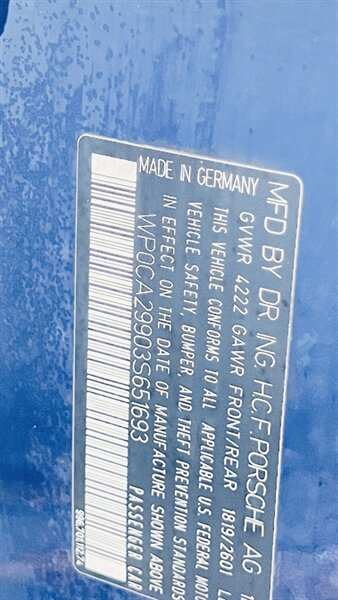 MFD BY DR. ING H.C.F. PORSCHE AG
GVWR 4222 GAWR FRONT/REAR 1819/2601
THIS VEHICLE CONFORMS TO ALL APPLICABLE U.S. FEDERAL MOTOR
VEHICLE SAFETY, BUMPER, AND THEFT PREVENTION STANDARDS
IN EFFECT ON THE DATE OF MANUFACTURE SHOWN ABOVE
MADE IN GERMANY
WP0CA29903S651693
PASSENGER CAR